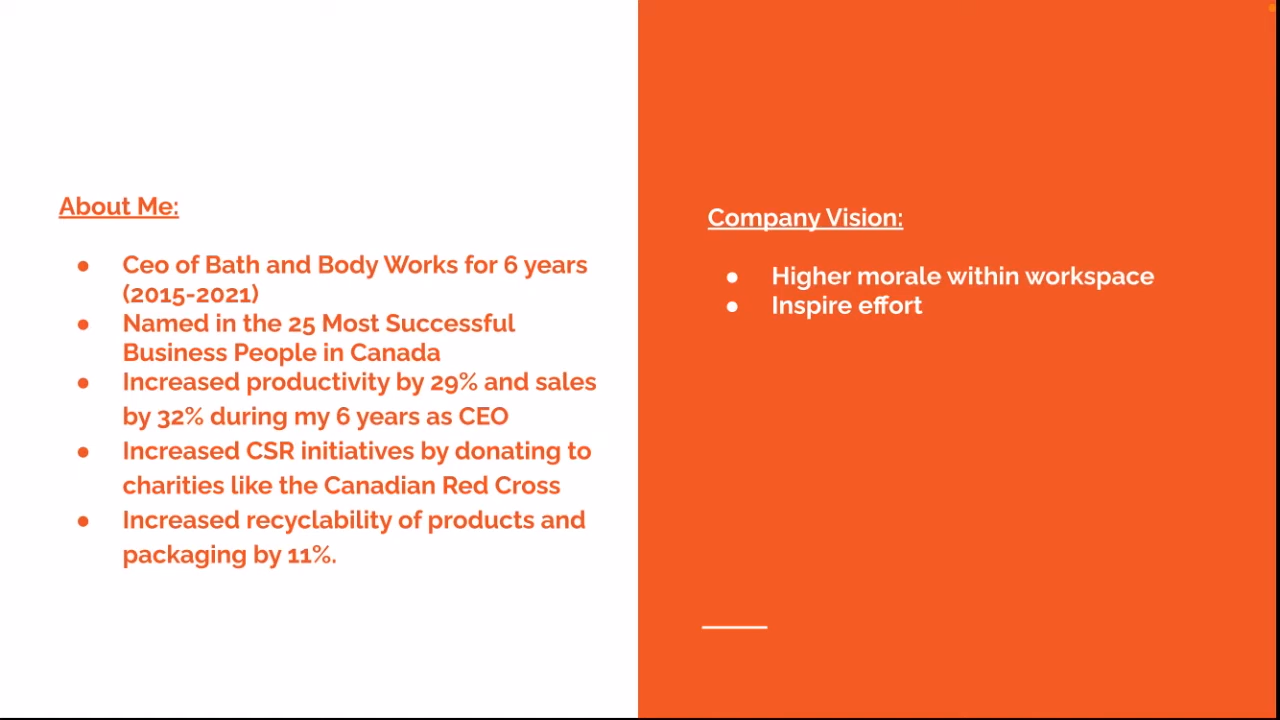 About Me:
● Ceo of Bath and Body Works for 6 years
(2015-2021)
● Named in the 25 Most Successful
Business People in Canada
● Increased productivity by 29% and sales
by 32% during my 6 years as CEO
● Increased CSR initiatives by donating to
charities like the Canadian Red Cross
● Increased recyclability of products and
packaging by 11%.
Company Vision:
● Higher morale within workspace
● Inspire effort